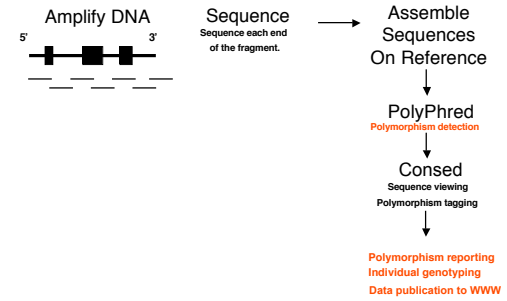 Amplify DNA
5′ 3′
Sequence
Sequence each end
of the fragment.
Assemble
Sequences
On Reference
PolyPhred
Polymorphism detection
Consed
Sequence viewing
Polymorphism tagging
Polymorphism reporting
Individual genotyping
Data publication to WWW